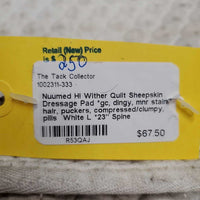 Retail (New) Price
is $ 250
The Tack Collector
1002311-333
Nuumed HI Wither Quilt Sheepskin
Dressage Pad *gc, dingy, mnr stain
hair, puckers, compressed/clumpy,
pills White L *23" Spine
$67.50
R53QAJ